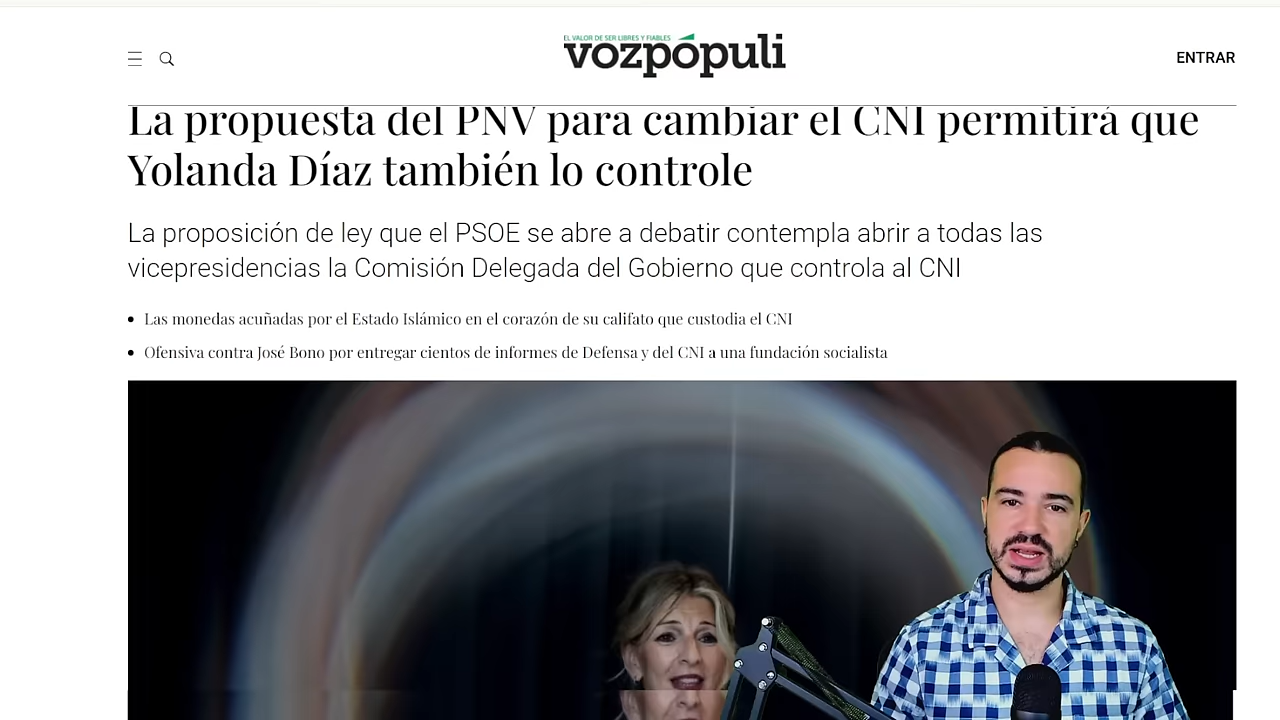 EL VALOR DE SER LIBRES Y FIABLES
vozpópuli
ENTRAR
La propuesta del PNV para cambiar el CNI permitirá que
Yolanda Díaz también lo controle
La proposición de ley que el PSOE se abre a debatir contempla abrir a todas las
vicepresidencias la Comisión Delegada del Gobierno que controla al CNI
• Las monedas acuñadas por el Estado Islámico en el corazón de su califato que custodia el CNI
• Ofensiva contra José Bono por entregar cientos de informes de Defensa y del CNI a una fundación socialista